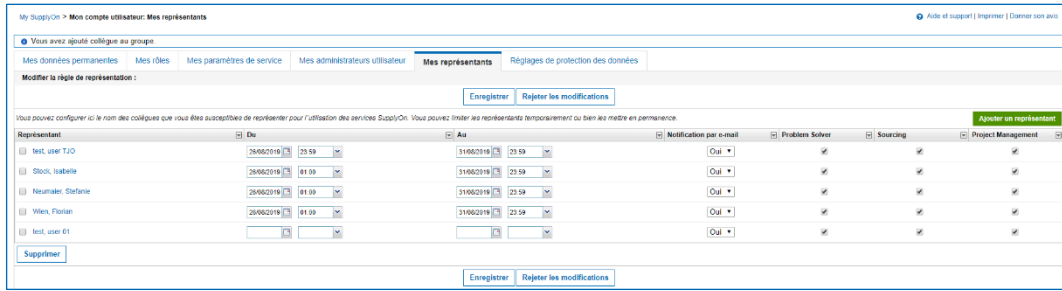 My SupplyOn > Mon compte utilisateur: Mes représentants
Aide et support | Imprimer | Donner son avis
Vous avez ajouté collègue au groupe.
Mes données permanentes Mes rôles Mes paramètres de service Mes administrateurs utilisateur Mes représentants Réglages de protection des données
Modifier la règle de représentation :
Enregistrer Rejeter les modifications
Vous pouvez configurer ici le nom des collègues que vous êtes susceptibles de représenter pour l'utilisation des services SupplyOn. Vous pouvez limiter les représentants temporairement ou bien les mettre en permanence.
Ajouter un représentant
Représentant Du Au Notification par e-mail Problem Solver Sourcing Project Management
test, user TJO 26/08/2019 23:59 31/08/2019 23:59 Oui
Stock, Isabelle 26/08/2019 01:00 31/08/2019 23:59 Oui
Neumaier, Stefanie 26/08/2019 01:00 31/08/2019 23:59 Oui
Wien, Florian 26/08/2019 01:00 31/08/2019 23:59 Oui
test, user 01 Oui
Supprimer
Enregistrer Rejeter les modifications